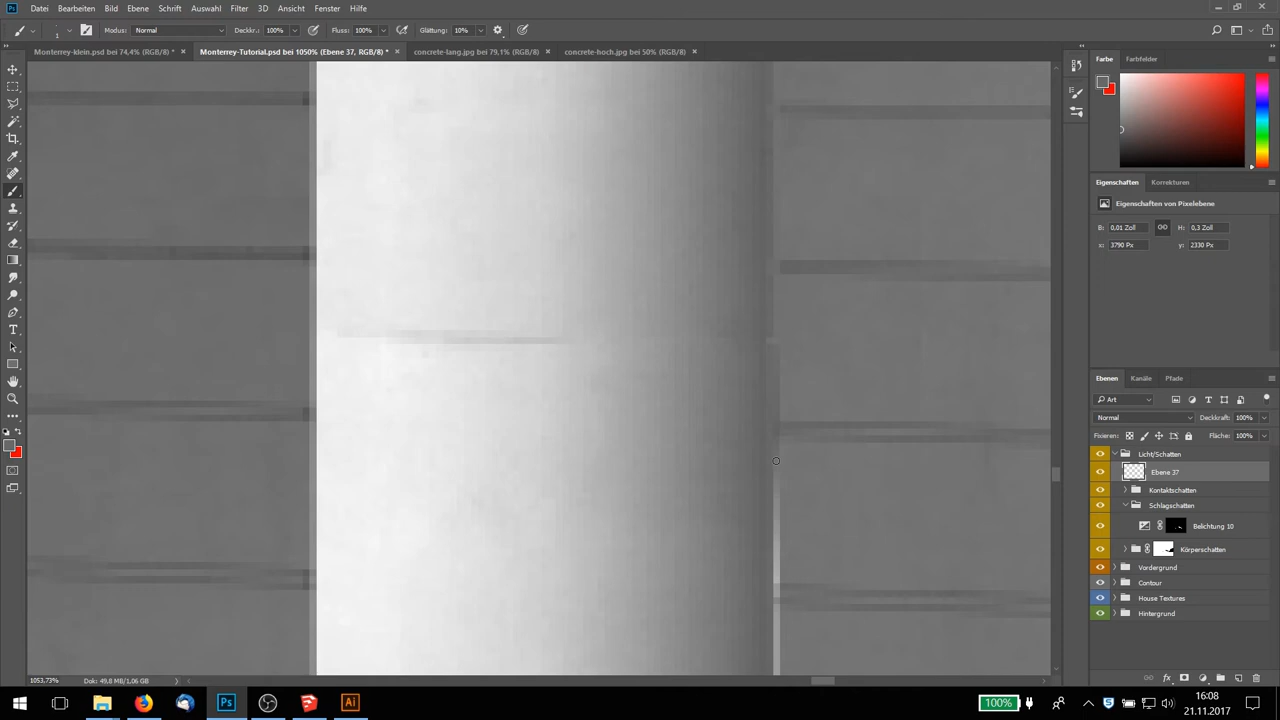 Ps Datei Bearbeiten Bild Ebene Schrift Auswahl Filter 3D Ansicht Fenster Hilfe
1 Modus: Normal Deckkr.: 100% Fluss: 100% Glättung: 10%
Monterrey-klein.psd bei 74,4% (RGB/8) * Monterrey-Tutorial.psd bei 1050% (Ebene 37, RGB/8) * concrete-lang.jpg bei 79,1% (RGB/8) concrete-hoch.jpg bei 50% (RGB/8)
Farbe Farbfelder
Eigenschaften Korrekturen
Eigenschaften von Pixelebene
B: 0,01 Zoll H: 0,3 Zoll
x: 3790 Px y: 2330 Px
Ebenen Kanäle Pfade
Art
Normal Deckkraft: 100%
Fixieren: Fläche: 100%
Licht/Schatten
Ebene 37
Kontaktschatten
Schlagschatten
Belichtung 10
Körperschatten
Vordergrund
Contour
House Textures
Hintergrund
1053,73% Dok: 49,8 MB/1,06 GB
Ps Ai 100% 16:08
21.11.2017